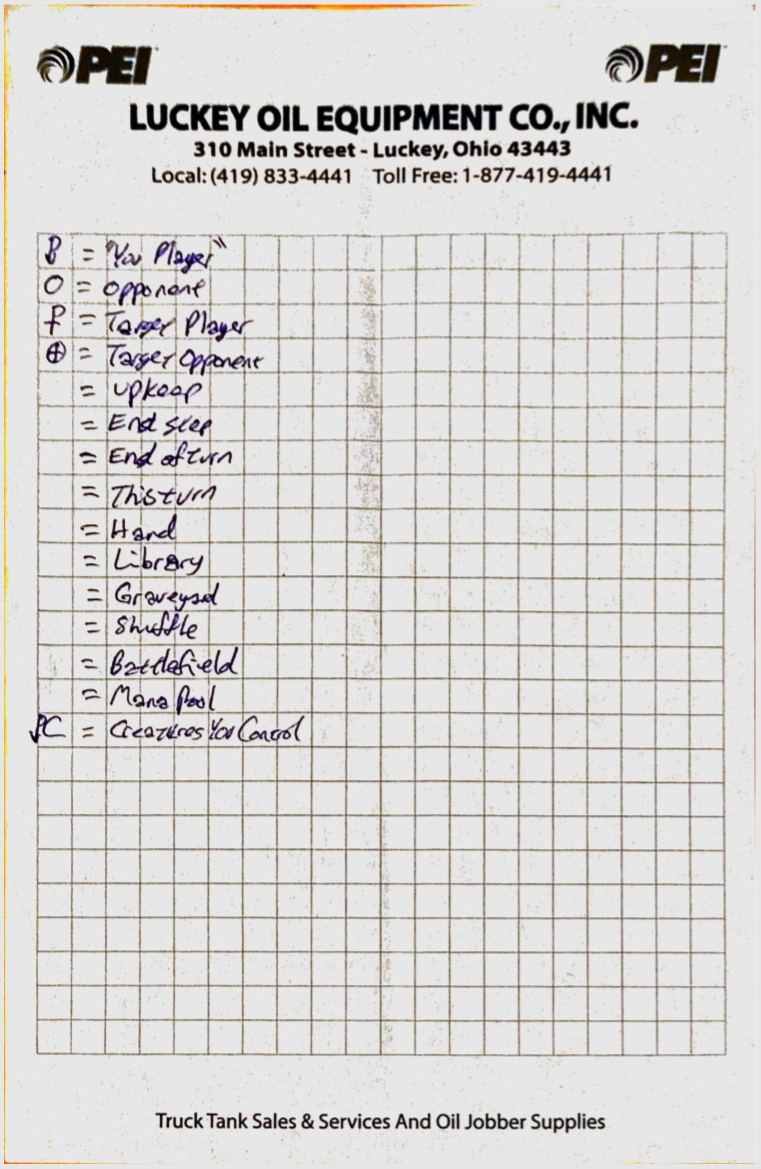 PEI PEI
LUCKEY OIL EQUIPMENT CO., INC.
310 Main Street - Luckey, Ohio 43443
Local: (419) 833-4441 Toll Free: 1-877-419-4441
= "You Player"
O = Opponent
= Target Player
⊕ = Target Opponent
= upkeep
= End step
= End of turn
= This turn
= Hand
= Library
= Graveyad
= Shuffle
= Battlefield
= Mana Pool
C = Creatures You Control
Truck Tank Sales & Services And Oil Jobber Supplies